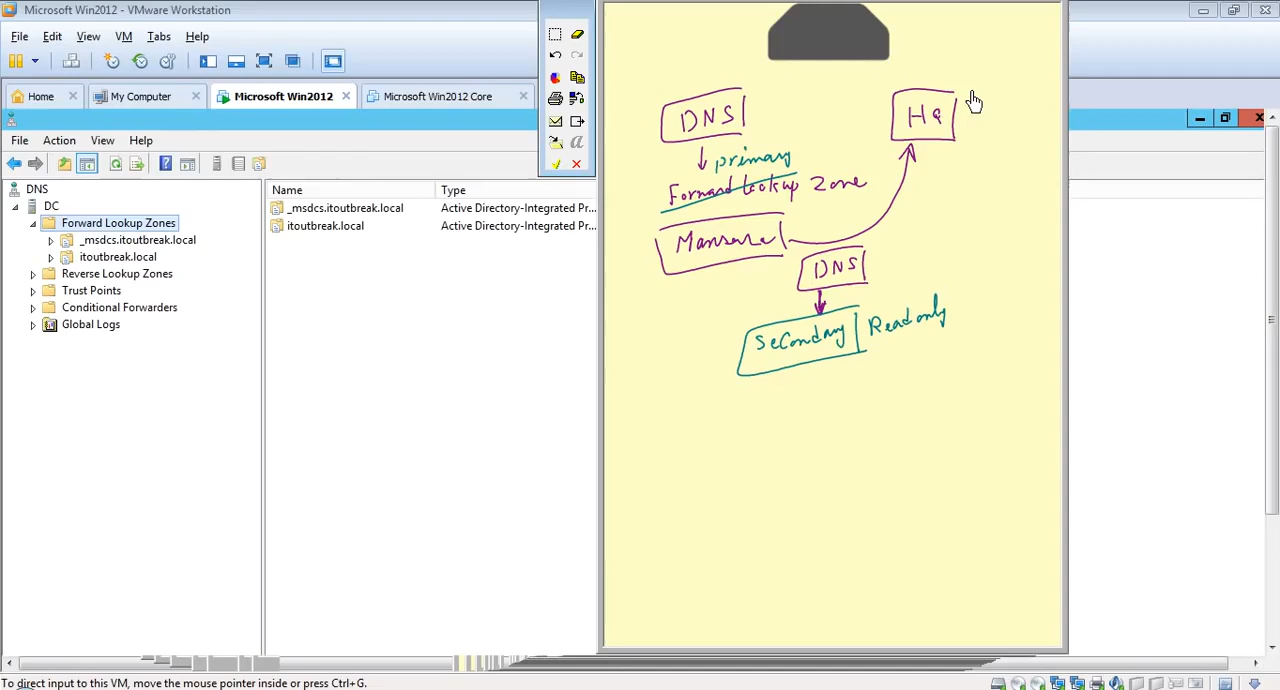 Microsoft Win2012 - VMware Workstation
File Edit View VM Tabs Help
Home My Computer Microsoft Win2012 Microsoft Win2012 Core
File Action View Help
DNS
DC
Forward Lookup Zones
_msdcs.itoutbreak.local
itoutbreak.local
Reverse Lookup Zones
Trust Points
Conditional Forwarders
Global Logs
Name Type
_msdcs.itoutbreak.local Active Directory-Integrated Pr...
itoutbreak.local Active Directory-Integrated Pr...
DNS
primary
Forward lookup Zone
HQ
DNS
Secondary Read only
To direct input to this VM, move the mouse pointer inside or press Ctrl+G.